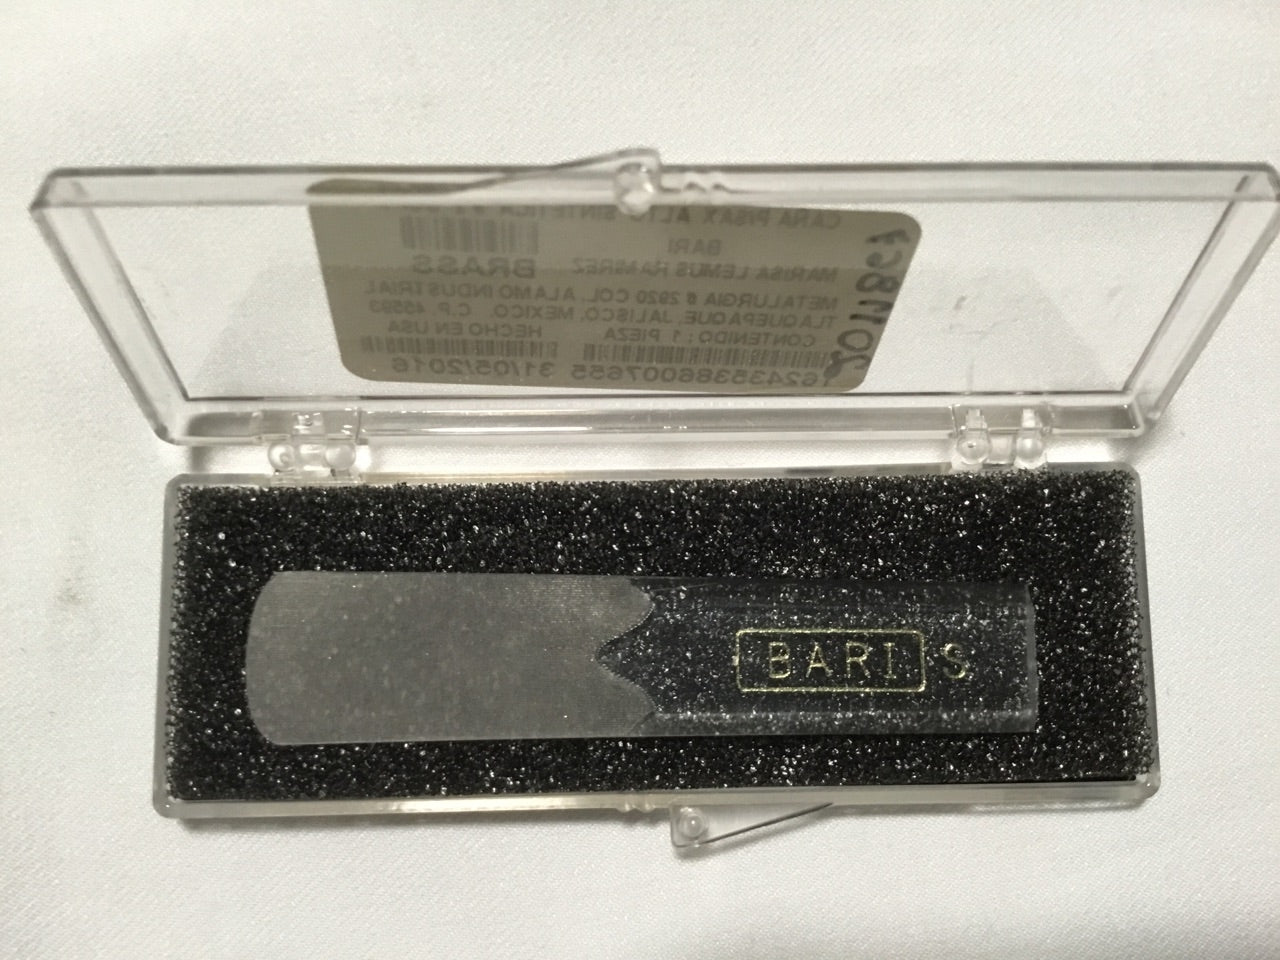 CAÑA P/SAX ALTO SINTETICA
BARI
MARISA LEMUS RAMIREZ BRASS
METALURGIA # 2920 COL. ALAMO INDUSTRIAL
TLAQUEPAQUE, JALISCO, MEXICO. C.P. 45593
CONTENIDO: 1 PIEZA HECHO EN USA
7624355386007655 31/05/2016
BARI S